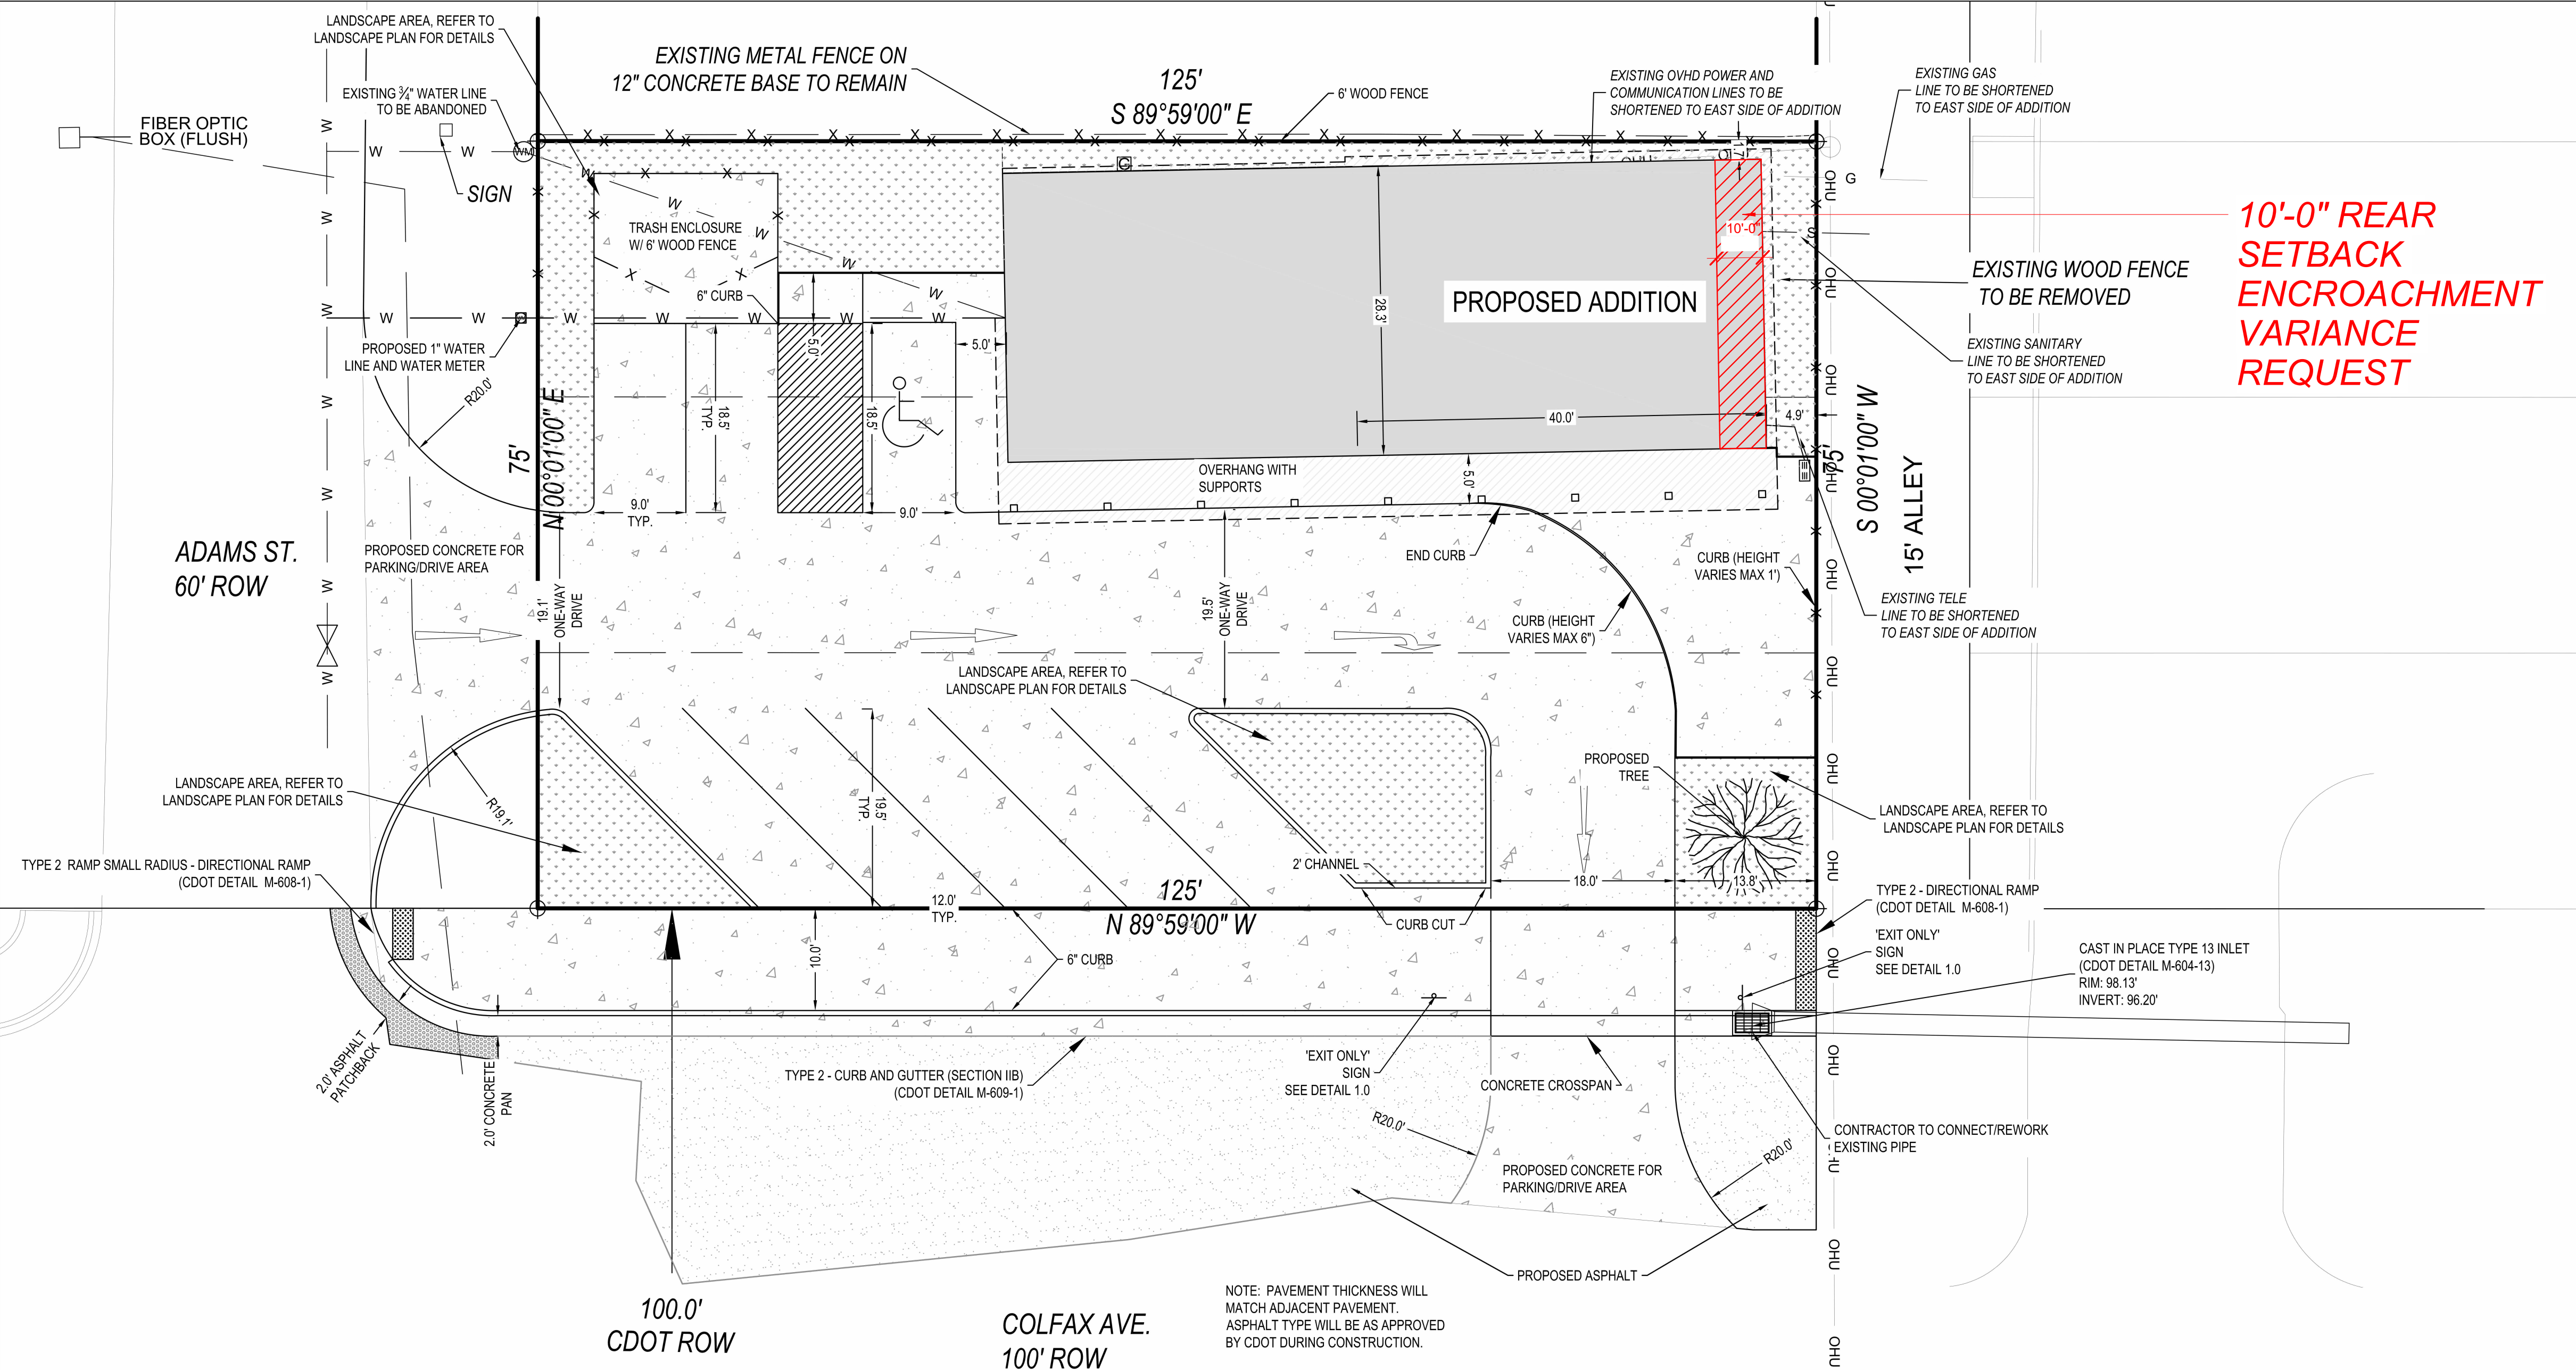 LANDSCAPE AREA, REFER TO
LANDSCAPE PLAN FOR DETAILS
EXISTING METAL FENCE ON
12" CONCRETE BASE TO REMAIN
125'
S 89°59'00" E
6' WOOD FENCE
EXISTING OVHD POWER AND
COMMUNICATION LINES TO BE
SHORTENED TO EAST SIDE OF ADDITION
EXISTING GAS
LINE TO BE SHORTENED
TO EAST SIDE OF ADDITION
EXISTING ¾" WATER LINE
TO BE ABANDONED
FIBER OPTIC
BOX (FLUSH)
WM
SIGN
1.7'
G
TRASH ENCLOSURE
W/ 6' WOOD FENCE
6" CURB
10'-0"
10'-0" REAR
SETBACK
ENCROACHMENT
VARIANCE
REQUEST
EXISTING WOOD FENCE
TO BE REMOVED
PROPOSED ADDITION
28.3'
EXISTING SANITARY
LINE TO BE SHORTENED
TO EAST SIDE OF ADDITION
PROPOSED 1" WATER
LINE AND WATER METER
R20.0'
5.0'
5.0'
18.5'
TYP.
18.5'
40.0'
4.9'
75'
N 00°01'00" E
75'
S 00°01'00" W
15' ALLEY
OVERHANG WITH
SUPPORTS
5.0'
9.0'
TYP.
9.0'
ADAMS ST.
60' ROW
PROPOSED CONCRETE FOR
PARKING/DRIVE AREA
19.1'
ONE-WAY
DRIVE
19.5'
ONE-WAY
DRIVE
END CURB
CURB (HEIGHT
VARIES MAX 1')
CURB (HEIGHT
VARIES MAX 6")
EXISTING TELE
LINE TO BE SHORTENED
TO EAST SIDE OF ADDITION
LANDSCAPE AREA, REFER TO
LANDSCAPE PLAN FOR DETAILS
LANDSCAPE AREA, REFER TO
LANDSCAPE PLAN FOR DETAILS
R19.1'
19.5'
TYP.
PROPOSED
TREE
LANDSCAPE AREA, REFER TO
LANDSCAPE PLAN FOR DETAILS
TYPE 2 RAMP SMALL RADIUS - DIRECTIONAL RAMP
(CDOT DETAIL M-608-1)
2' CHANNEL
18.0'
13.8'
12.0'
TYP.
125'
N 89°59'00" W
CURB CUT
TYPE 2 - DIRECTIONAL RAMP
(CDOT DETAIL M-608-1)
'EXIT ONLY'
SIGN
SEE DETAIL 1.0
CAST IN PLACE TYPE 13 INLET
(CDOT DETAIL M-604-13)
RIM: 98.13'
INVERT: 96.20'
10.0'
6" CURB
2.0' ASPHALT
PATCHBACK
2.0' CONCRETE
PAN
TYPE 2 - CURB AND GUTTER (SECTION IIB)
(CDOT DETAIL M-609-1)
'EXIT ONLY'
SIGN
SEE DETAIL 1.0
CONCRETE CROSSPAN
R20.0'
R20.0'
CONTRACTOR TO CONNECT/REWORK
EXISTING PIPE
PROPOSED CONCRETE FOR
PARKING/DRIVE AREA
PROPOSED ASPHALT
100.0'
CDOT ROW
COLFAX AVE.
100' ROW
NOTE: PAVEMENT THICKNESS WILL
MATCH ADJACENT PAVEMENT.
ASPHALT TYPE WILL BE AS APPROVED
BY CDOT DURING CONSTRUCTION.